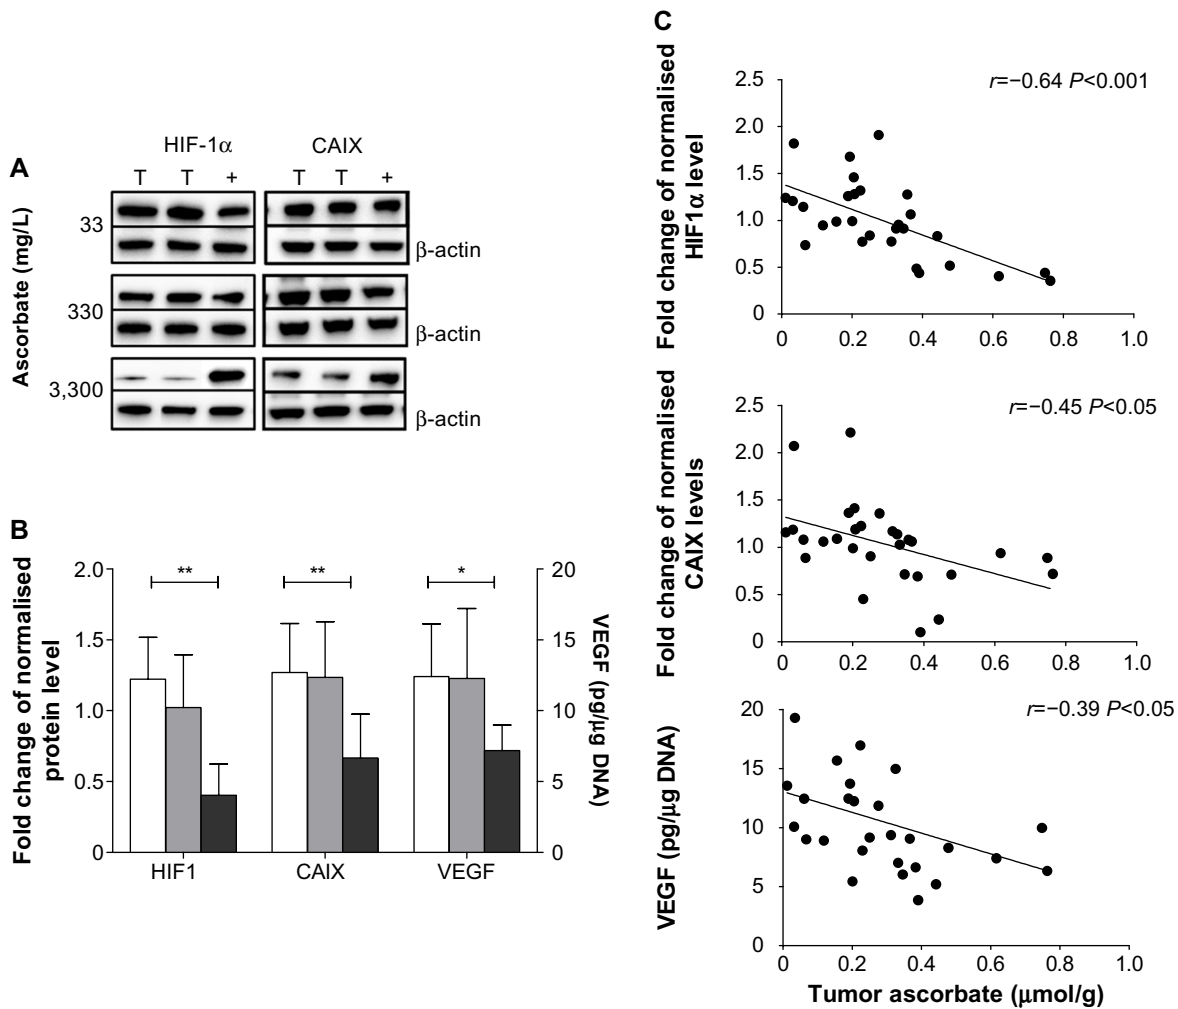 A
HIF-1α CAIX
T T + T T +
Ascorbate (mg/L)
33
β-actin
330
β-actin
3,300
β-actin
B
Fold change of normalised
protein level
2.0
1.5
1.0
0.5
0
** ** *
20
15
10
5
0
VEGF (pg/μg DNA)
HIF1 CAIX VEGF
C
Fold change of normalised
HIF1α level
2.5
2.0
1.5
1.0
0.5
0
r=−0.64 P<0.001
0 0.2 0.4 0.6 0.8 1.0
Fold change of normalised
CAIX levels
2.5
2.0
1.5
1.0
0.5
0
r=−0.45 P<0.05
0 0.2 0.4 0.6 0.8 1.0
VEGF (pg/μg DNA)
20
15
10
5
0
r=−0.39 P<0.05
0 0.2 0.4 0.6 0.8 1.0
Tumor ascorbate (μmol/g)